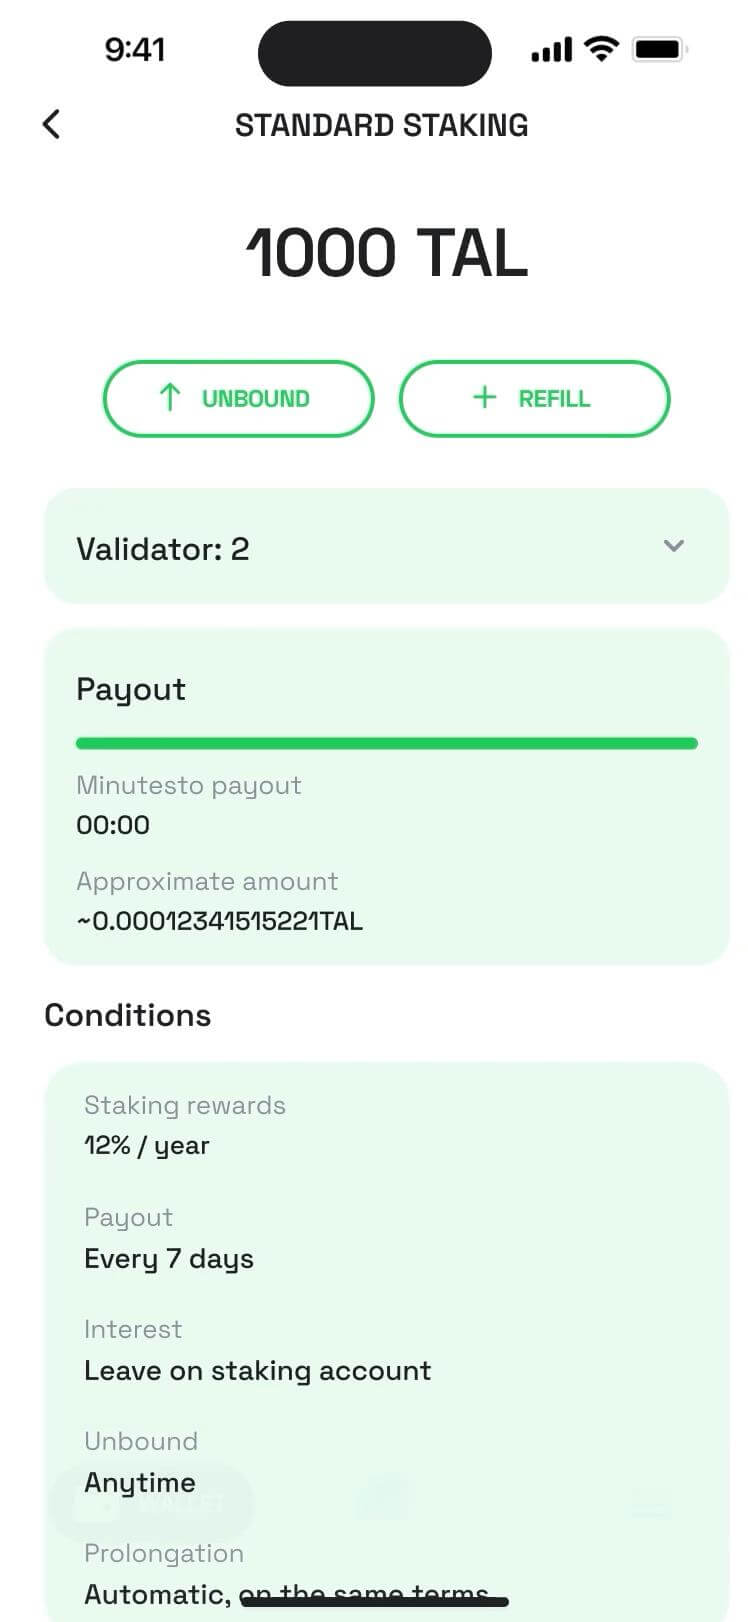 9:41
STANDARD STAKING
1000 TAL
UNBOUND
REFILL
Validator: 2
Payout
Minutesto payout
00:00
Approximate amount
~0.00012341515221TAL
Conditions
Staking rewards
12% / year
Payout
Every 7 days
Interest
Leave on staking account
Unbound
Anytime
Prolongation
Automatic, on the same terms